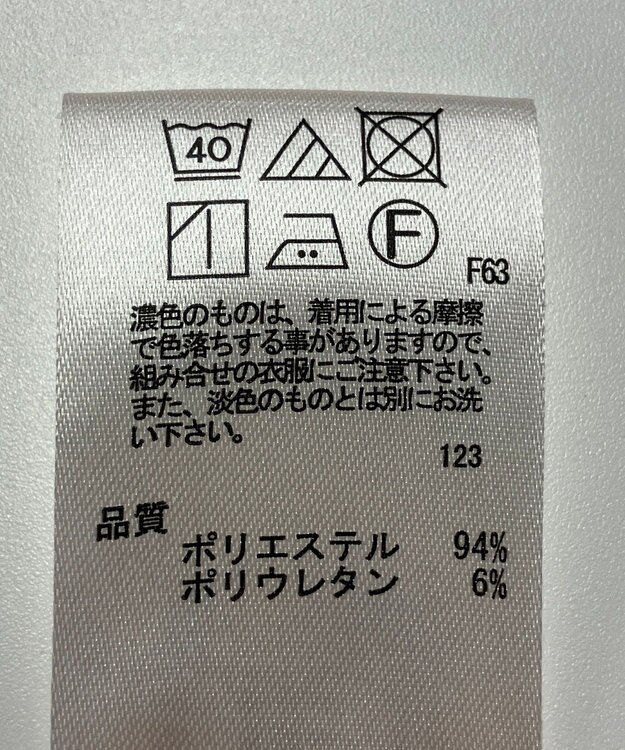 40
F
F63
濃色のものは、着用による摩擦
で色落ちする事がありますので、
組み合せの衣服にご注意下さい。
また、淡色のものとは別にお洗
い下さい。
123
品質
ポリエステル 94%
ポリウレタン 6%